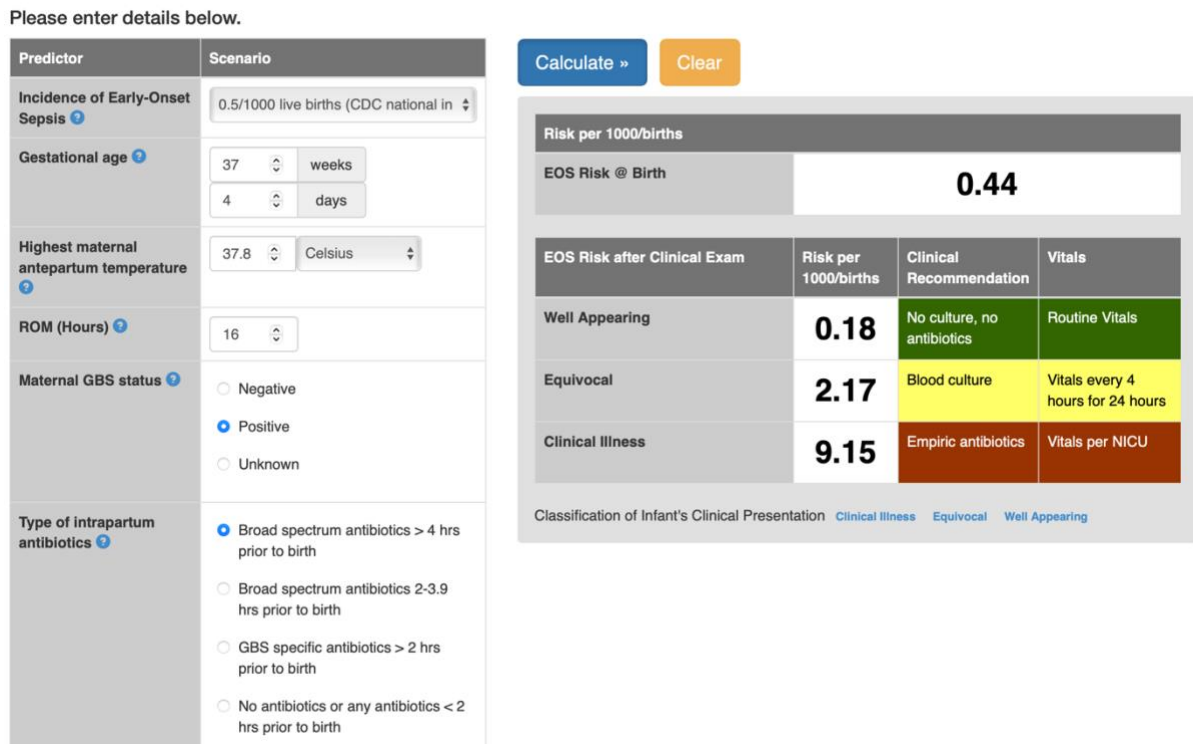 Please enter details below.
Predictor
Scenario
Incidence of Early-Onset
Sepsis ?
0.5/1000 live births (CDC national in
Gestational age ?
37
weeks
4
days
Highest maternal
antepartum temperature
?
37.8
Celsius
ROM (Hours) ?
16
Maternal GBS status ?
Negative
Positive
Unknown
Type of intrapartum
antibiotics ?
Broad spectrum antibiotics > 4 hrs
prior to birth
Broad spectrum antibiotics 2-3.9
hrs prior to birth
GBS specific antibiotics > 2 hrs
prior to birth
No antibiotics or any antibiotics < 2
hrs prior to birth
Calculate »
Clear
Risk per 1000/births
EOS Risk @ Birth
0.44
EOS Risk after Clinical Exam
Risk per
1000/births
Clinical
Recommendation
Vitals
Well Appearing
0.18
No culture, no
antibiotics
Routine Vitals
Equivocal
2.17
Blood culture
Vitals every 4
hours for 24 hours
Clinical Illness
9.15
Empiric antibiotics
Vitals per NICU
Classification of Infant's Clinical Presentation Clinical Illness Equivocal Well Appearing